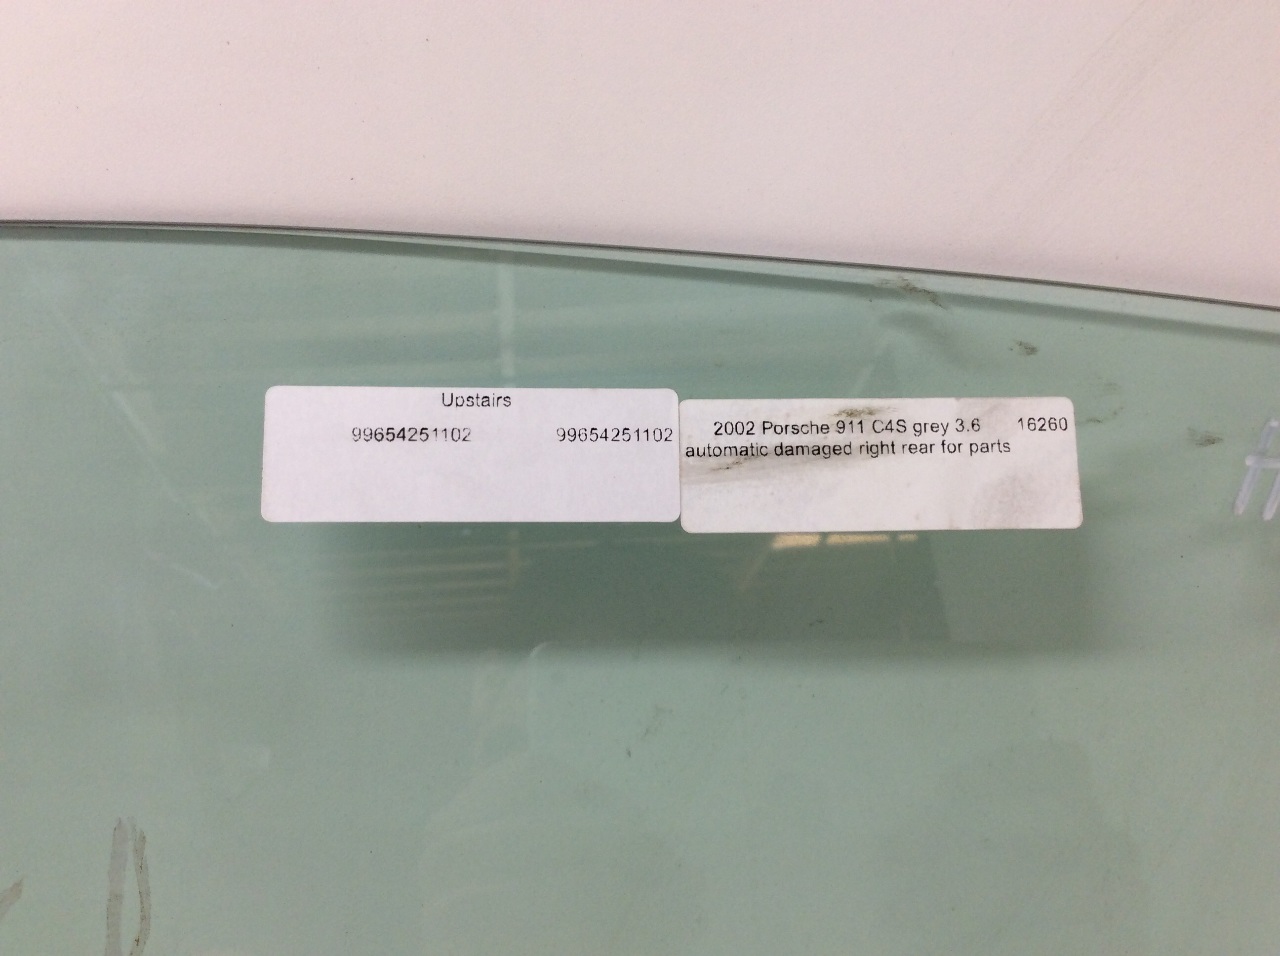 Upstairs
99654251102 99654251102
2002 Porsche 911 C4S grey 3.6 16260
automatic damaged right rear for parts